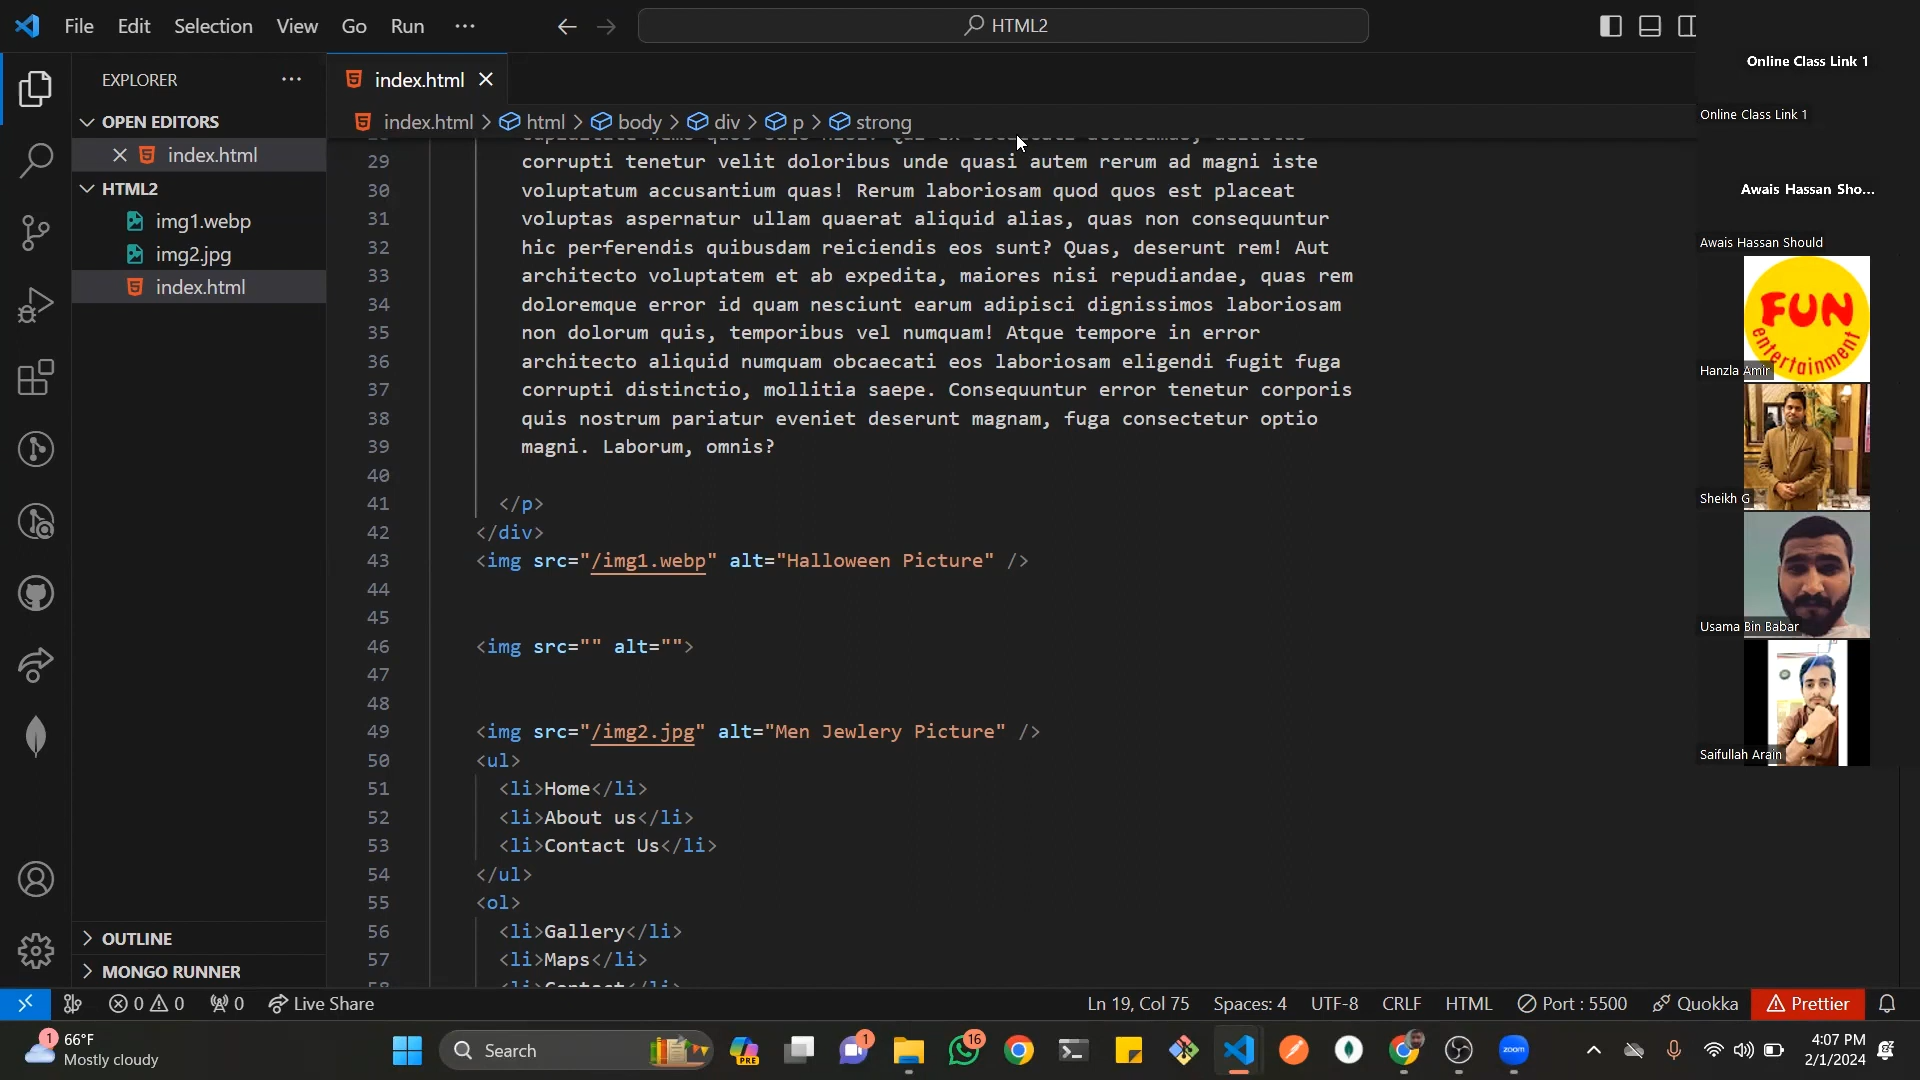 File Edit Selection View Go Run ··· HTML2
EXPLORER ···
OPEN EDITORS
index.html
HTML2
img1.webp
img2.jpg
index.html
OUTLINE
MONGO RUNNER
index.html
index.html > html > body > div > p > strong
29 corrupti tenetur velit doloribus unde quasi autem rerum ad magni iste
30 voluptatum accusantium quas! Rerum laboriosam quod quos est placeat
31 voluptas aspernatur ullam quaerat aliquid alias, quas non consequuntur
32 hic perferendis quibusdam reiciendis eos sunt? Quas, deserunt rem! Aut
33 architecto voluptatem et ab expedita, maiores nisi repudiandae, quas rem
34 doloremque error id quam nesciunt earum adipisci dignissimos laboriosam
35 non dolorum quis, temporibus vel numquam! Atque tempore in error
36 architecto aliquid numquam obcaecati eos laboriosam eligendi fugit fuga
37 corrupti distinctio, mollitia saepe. Consequuntur error tenetur corporis
38 quis nostrum pariatur eveniet deserunt magnam, fuga consectetur optio
39 magni. Laborum, omnis?
40
41 </p>
42 </div>
43 <img src="/img1.webp" alt="Halloween Picture" />
44
45
46 <img src="" alt="">
47
48
49 <img src="/img2.jpg" alt="Men Jewlery Picture" />
50 <ul>
51 <li>Home</li>
52 <li>About us</li>
53 <li>Contact Us</li>
54 </ul>
55 <ol>
56 <li>Gallery</li>
57 <li>Maps</li>
Online Class Link 1
Online Class Link 1
Awais Hassan Sho...
Awais Hassan Should
FUN
entertainment
Hanzla Amir
Sheikh G
Usama Bin Babar
Saifullah Arain
0 0 0 Live Share Ln 19, Col 75 Spaces: 4 UTF-8 CRLF HTML Port : 5500 Quokka Prettier
1 66°F
Mostly cloudy
Search
PRE
1
16
zoom
4:07 PM
2/1/2024